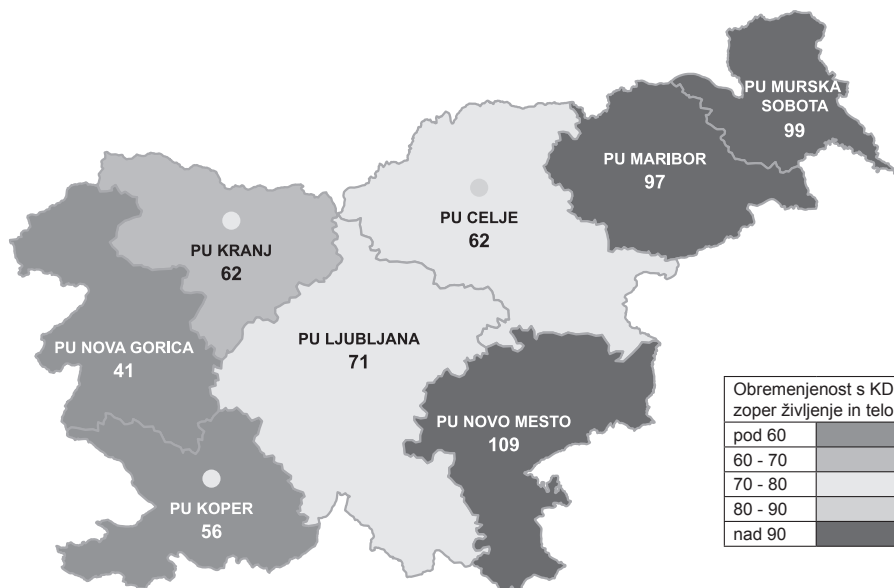 PU MURSKA
SOBOTA
99
PU MARIBOR
97
PU CELJE
62
PU KRANJ
62
PU LJUBLJANA
71
PU NOVA GORICA
41
PU NOVO MESTO
109
PU KOPER
56
Obremenjenost s KD
zoper življenje in telo
pod 60
60 - 70
70 - 80
80 - 90
nad 90